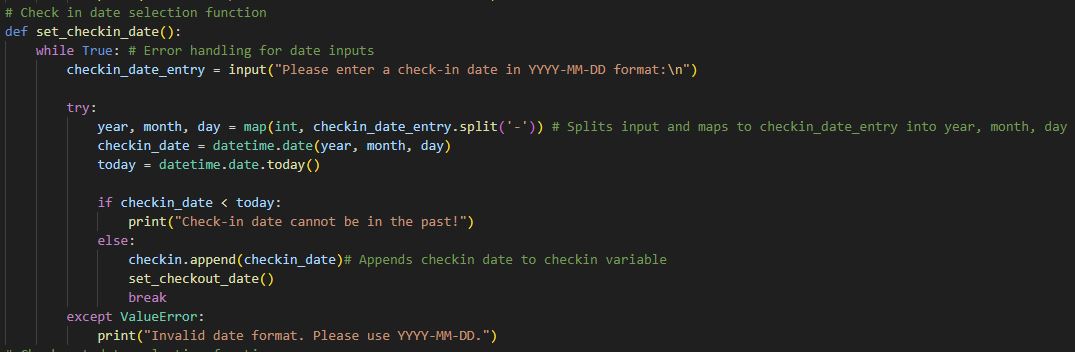 # Check in date selection function
def set_checkin_date():
    while True: # Error handling for date inputs
        checkin_date_entry = input("Please enter a check-in date in YYYY-MM-DD format:\n")

        try:
            year, month, day = map(int, checkin_date_entry.split('-')) # Splits input and maps to checkin_date_entry into year, month, day
            checkin_date = datetime.date(year, month, day)
            today = datetime.date.today()

            if checkin_date < today:
                print("Check-in date cannot be in the past!")
            else:
                checkin.append(checkin_date)# Appends checkin date to checkin variable
                set_checkout_date()
                break
        except ValueError:
            print("Invalid date format. Please use YYYY-MM-DD.")